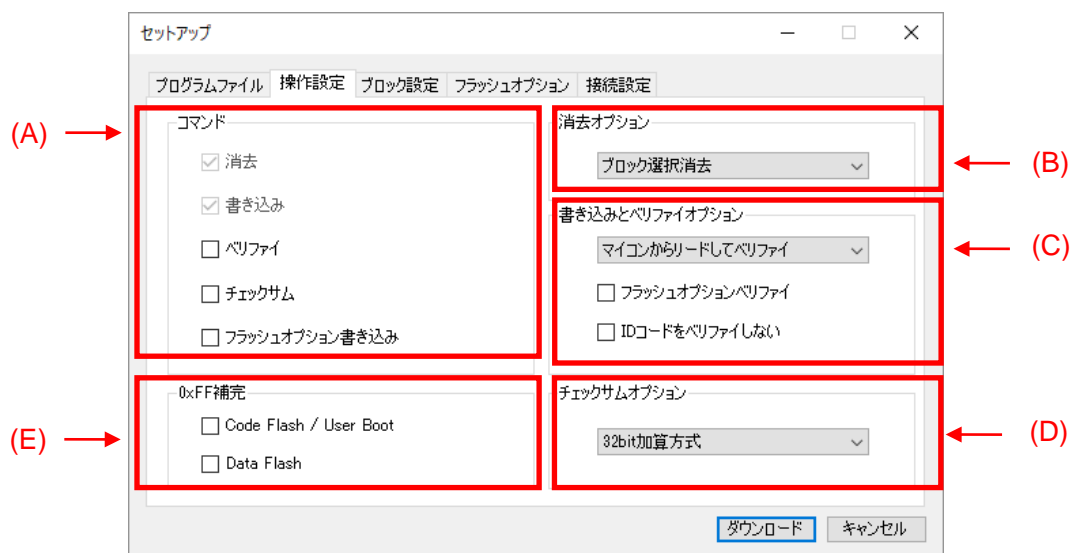 セットアップ
プログラムファイル 操作設定 ブロック設定 フラッシュオプション 接続設定
(A)
コマンド
消去
書き込み
ベリファイ
チェックサム
フラッシュオプション書き込み
消去オプション
ブロック選択消去
(B)
書き込みとベリファイオプション
マイコンからリードしてベリファイ
(C)
フラッシュオプションベリファイ
IDコードをベリファイしない
(E)
0xFF補完
Code Flash / User Boot
Data Flash
チェックサムオプション
32bit加算方式
(D)
ダウンロード キャンセル